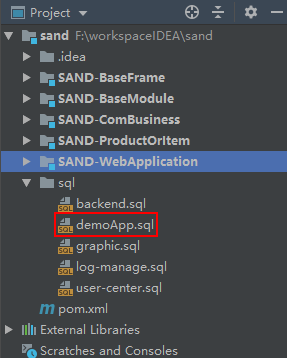 Project
sand F:\workspaceIDEA\sand
.idea
SAND-BaseFrame
SAND-BaseModule
SAND-ComBusiness
SAND-ProductOrItem
SAND-WebApplication
sql
SQL backend.sql
SQL demoApp.sql
SQL graphic.sql
SQL log-manage.sql
SQL user-center.sql
m pom.xml
External Libraries
Scratches and Consoles